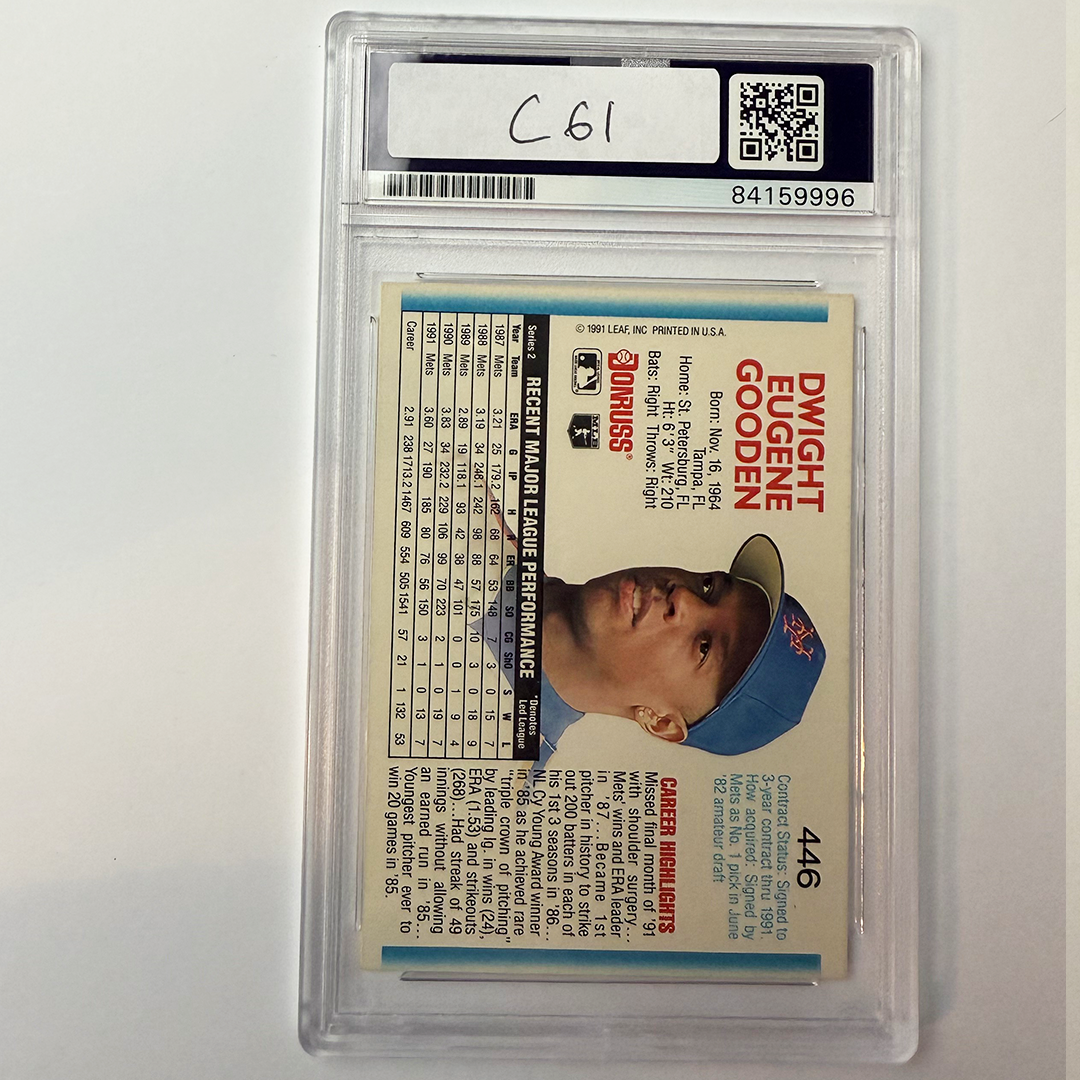 C 61
84159996
© 1991 LEAF, INC PRINTED IN U.S.A.
DWIGHT
EUGENE
GOODEN
Born: Nov. 16, 1964
Tampa, FL
Home: St. Petersburg, FL
Ht: 6'3" Wt: 210
Bats: Right Throws: Right
DONRUSS®
446
Contract Status: Signed to
3-year contract thru 1991.
How acquired: Signed by
Mets as No. 1 pick in June
'82 amateur draft
CAREER HIGHLIGHTS
Missed final month of '91
with shoulder surgery...
Mets' wins and ERA leader
in '87....Became 1st
pitcher in history to strike
out 200 batters in each of
his 1st 3 seasons in '86...
NL Cy Young Award winner
in '85 as he achieved rare
"triple crown of pitching"
by leading lg. in wins (24),
ERA (1.53) and strikeouts
(268)...Had streak of 49
innings without allowing
an earned run in '85...
Youngest pitcher ever to
win 20 games in '85.
Series 2 RECENT MAJOR LEAGUE PERFORMANCE *Denotes
Led League
Year Team ERA G IP H ER BB SO CG ShO S W L
1987 Mets 3.21 25 179.2 162 68 64 53 148 7 3 0 15 7
1988 Mets 3.19 34 248.1 242 98 88 57 175 10 3 0 18 9
1989 Mets 2.89 19 118.1 93 42 38 47 101 0 0 1 9 4
1990 Mets 3.83 34 232.2 229 106 99 70 223 2 1 0 19 7
1991 Mets 3.60 27 190 185 80 76 56 150 3 1 0 13 7
Career 2.91 238 1713.2 1467 609 554 505 1541 57 21 1 132 53